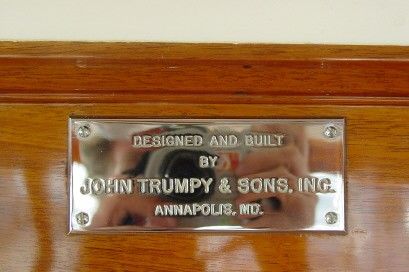 DESIGNED AND BUILT
BY
JOHN TRUMPY & SONS, INC.
ANNAPOLIS, MD.